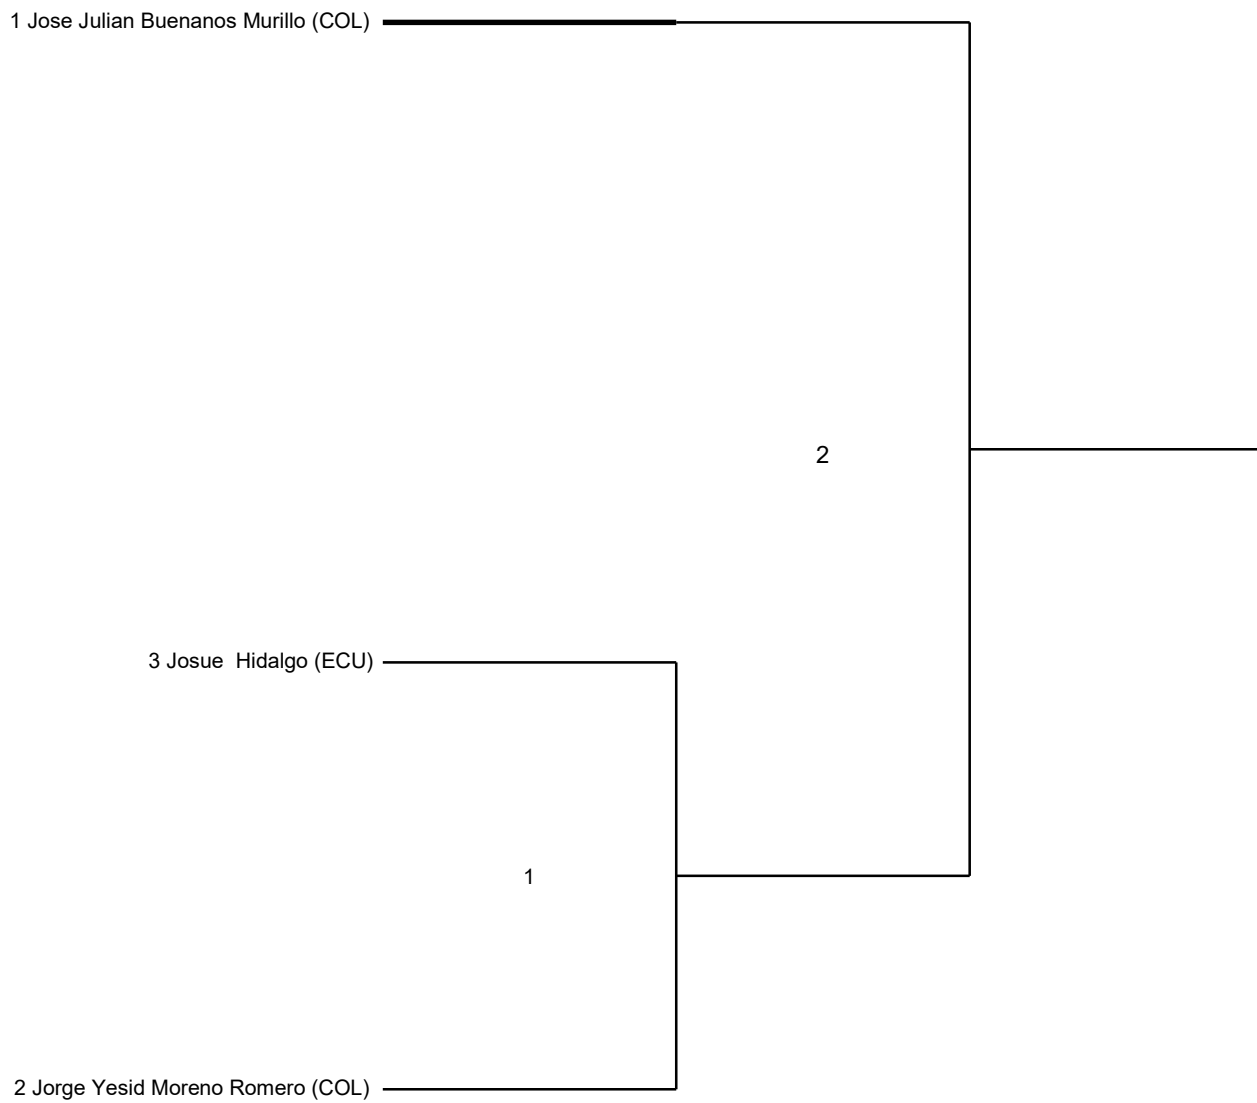 1 Jose Julian Buenanos Murillo (COL)
2
3 Josue  Hidalgo (ECU)
1
2 Jorge Yesid Moreno Romero (COL)